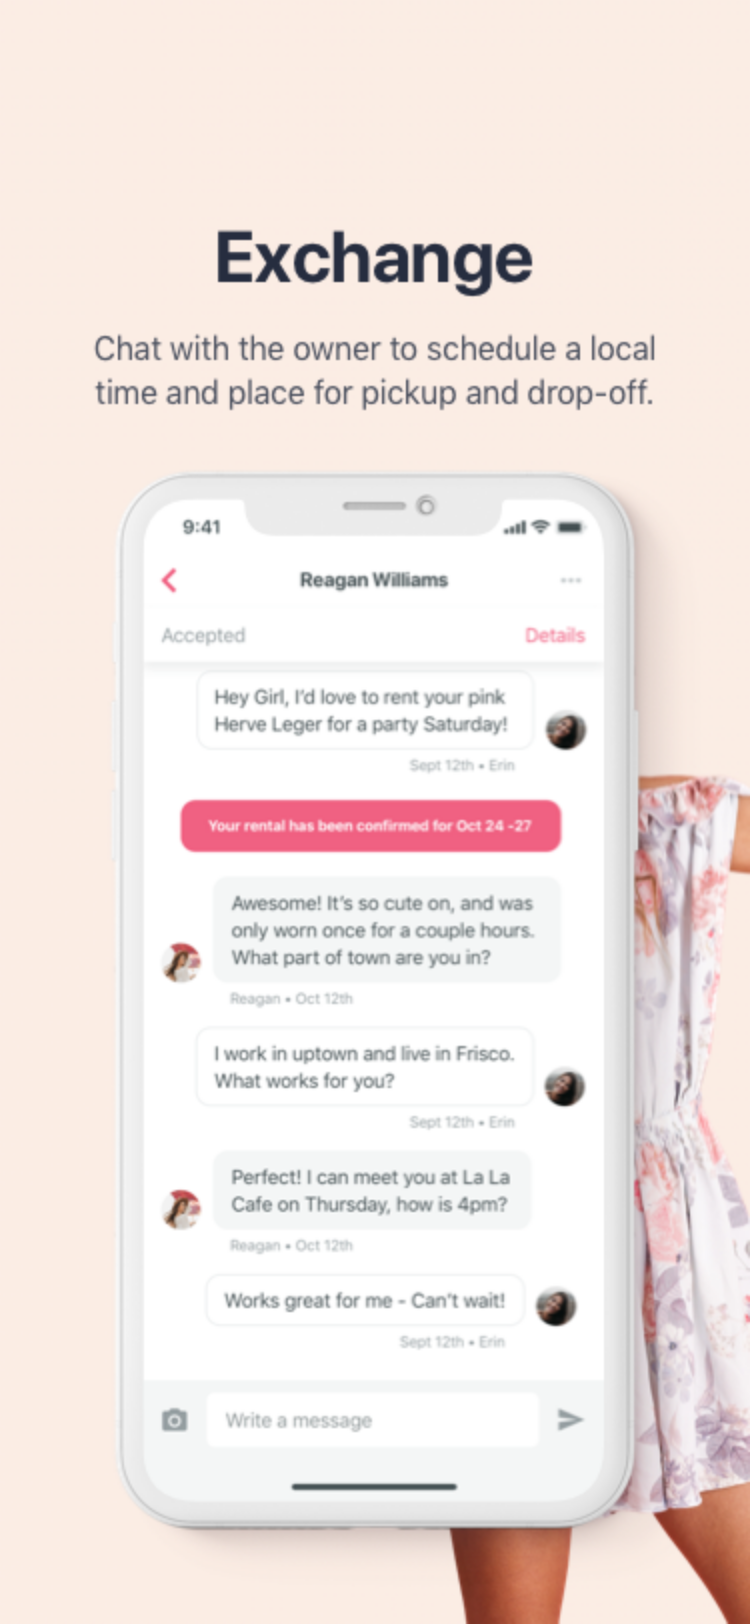 Exchange
Chat with the owner to schedule a local
time and place for pickup and drop-off.
9:41
Reagan Williams
Accepted
Details
Hey Girl, I'd love to rent your pink
Herve Leger for a party Saturday!
Sept 12th • Erin
Your rental has been confirmed for Oct 24 -27
Awesome! It's so cute on, and was
only worn once for a couple hours.
What part of town are you in?
Reagan • Oct 12th
I work in uptown and live in Frisco.
What works for you?
Sept 12th • Erin
Perfect! I can meet you at La La
Cafe on Thursday, how is 4pm?
Reagan • Oct 12th
Works great for me - Can't wait!
Sept 12th • Erin
Write a message